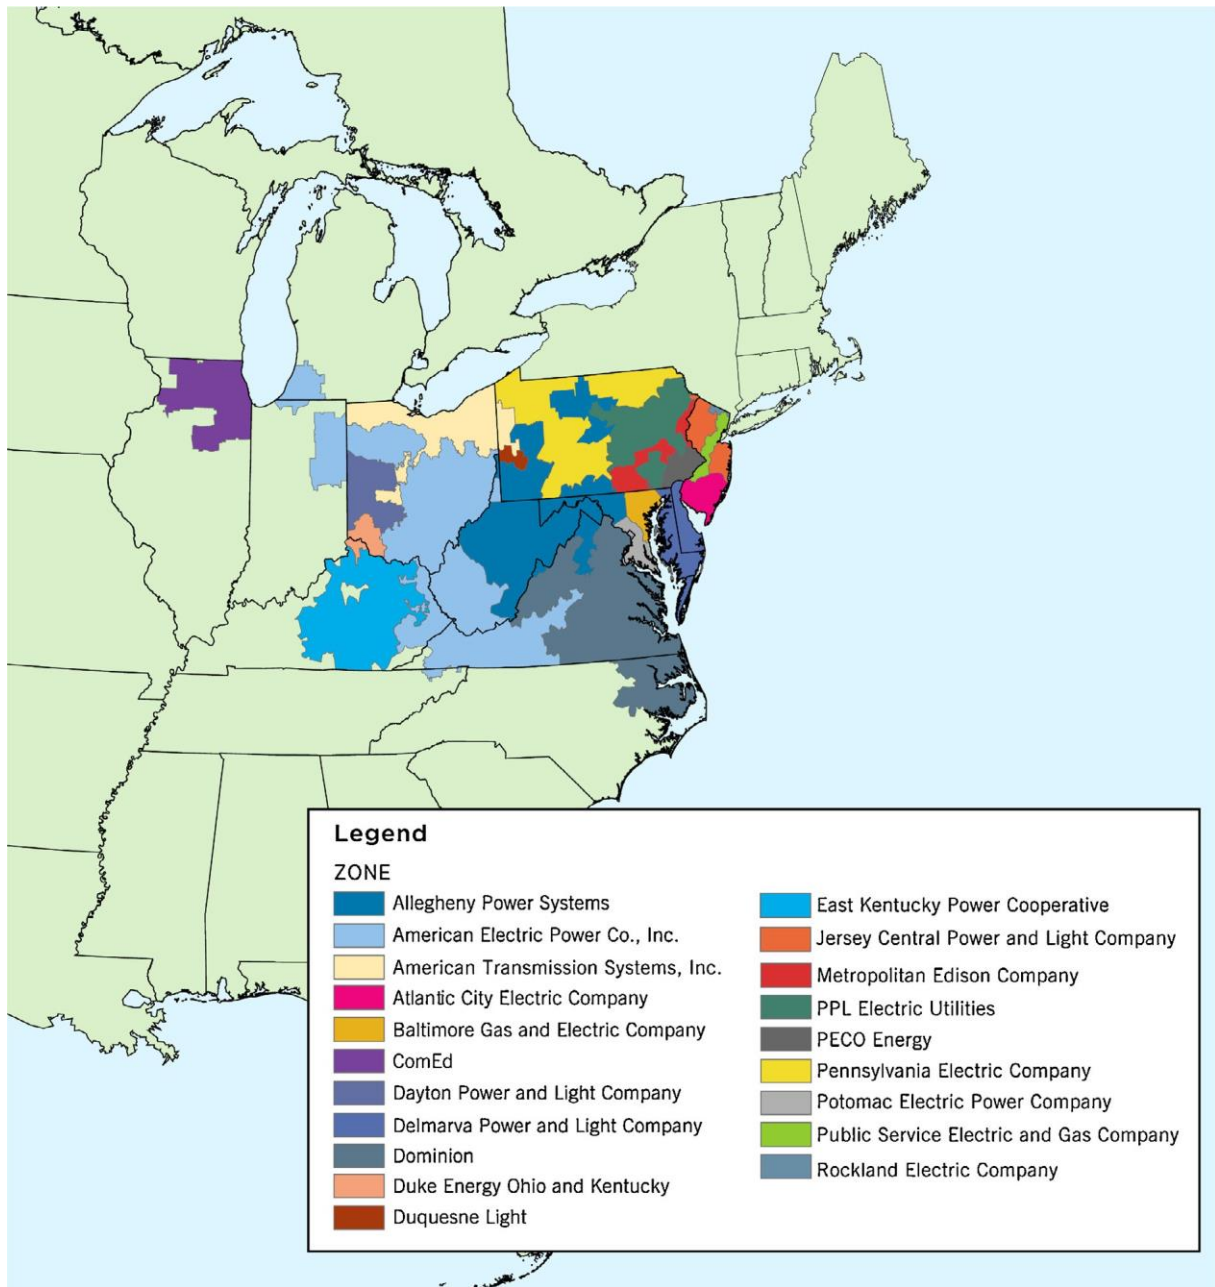 Legend
ZONE
Allegheny Power Systems
American Electric Power Co., Inc.
American Transmission Systems, Inc.
Atlantic City Electric Company
Baltimore Gas and Electric Company
ComEd
Dayton Power and Light Company
Delmarva Power and Light Company
Dominion
Duke Energy Ohio and Kentucky
Duquesne Light
East Kentucky Power Cooperative
Jersey Central Power and Light Company
Metropolitan Edison Company
PPL Electric Utilities
PECO Energy
Pennsylvania Electric Company
Potomac Electric Power Company
Public Service Electric and Gas Company
Rockland Electric Company